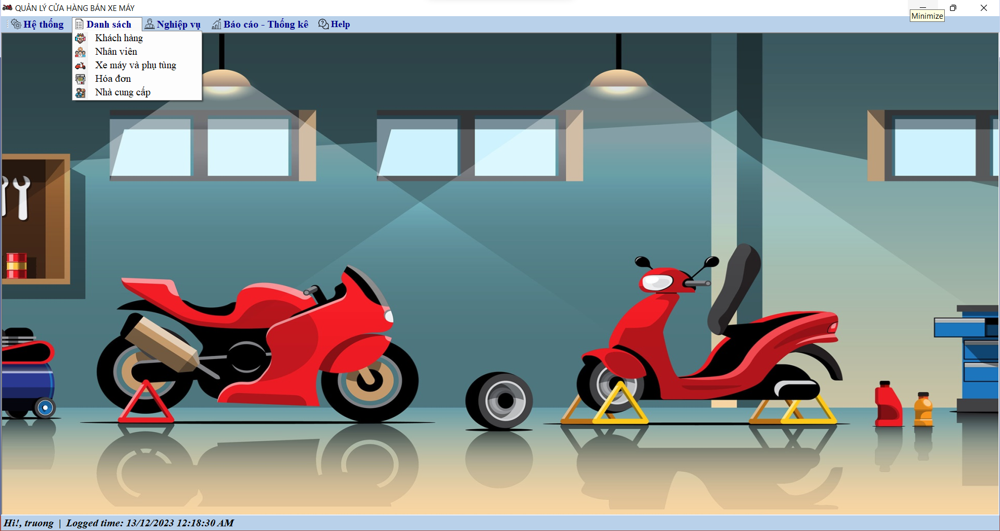 QUẢN LÝ CỬA HÀNG BÁN XE MÁY
Minimize
Hệ thống Danh sách Nghiệp vụ Báo cáo - Thống kê Help
Khách hàng
Nhân viên
Xe máy và phụ tùng
Hóa đơn
Nhà cung cấp
Hi!, truong | Logged time: 13/12/2023 12:18:30 AM